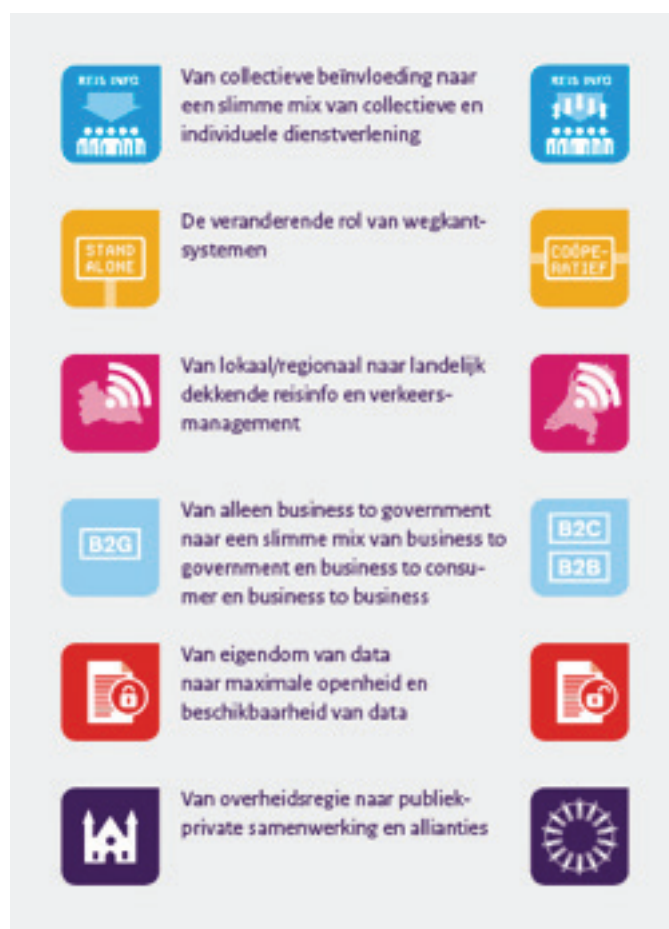 REIS INFO
Van collectieve beïnvloeding naar
een slimme mix van collectieve en
individuele dienstverlening
REIS INFO
STAND
ALONE
De veranderende rol van wegkant-
systemen
COÖPE-
RATIEF
Van lokaal/regionaal naar landelijk
dekkende reisinfo en verkeers-
management
B2G
Van alleen business to government
naar een slimme mix van business to
government en business to consu-
mer en business to business
B2C
B2B
Van eigendom van data
naar maximale openheid en
beschikbaarheid van data
Van overheidsregie naar publiek-
private samenwerking en allianties